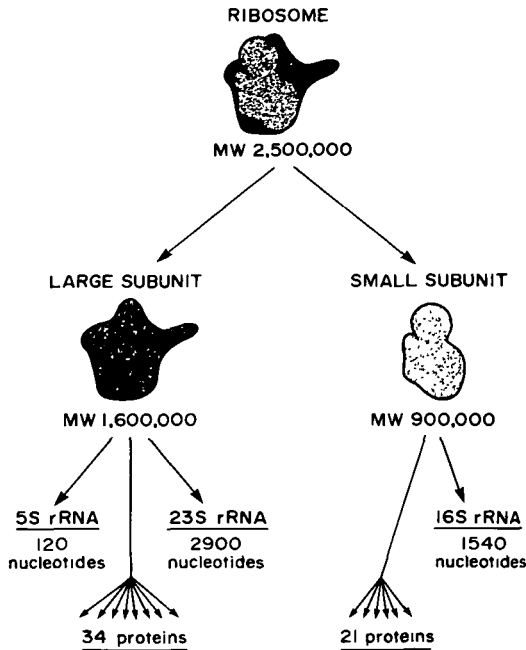 RIBOSOME
MW 2,500,000
LARGE SUBUNIT
MW 1,600,000
5S rRNA
120
nucleotides
23S rRNA
2900
nucleotides
34 proteins
SMALL SUBUNIT
MW 900,000
16S rRNA
1540
nucleotides
21 proteins